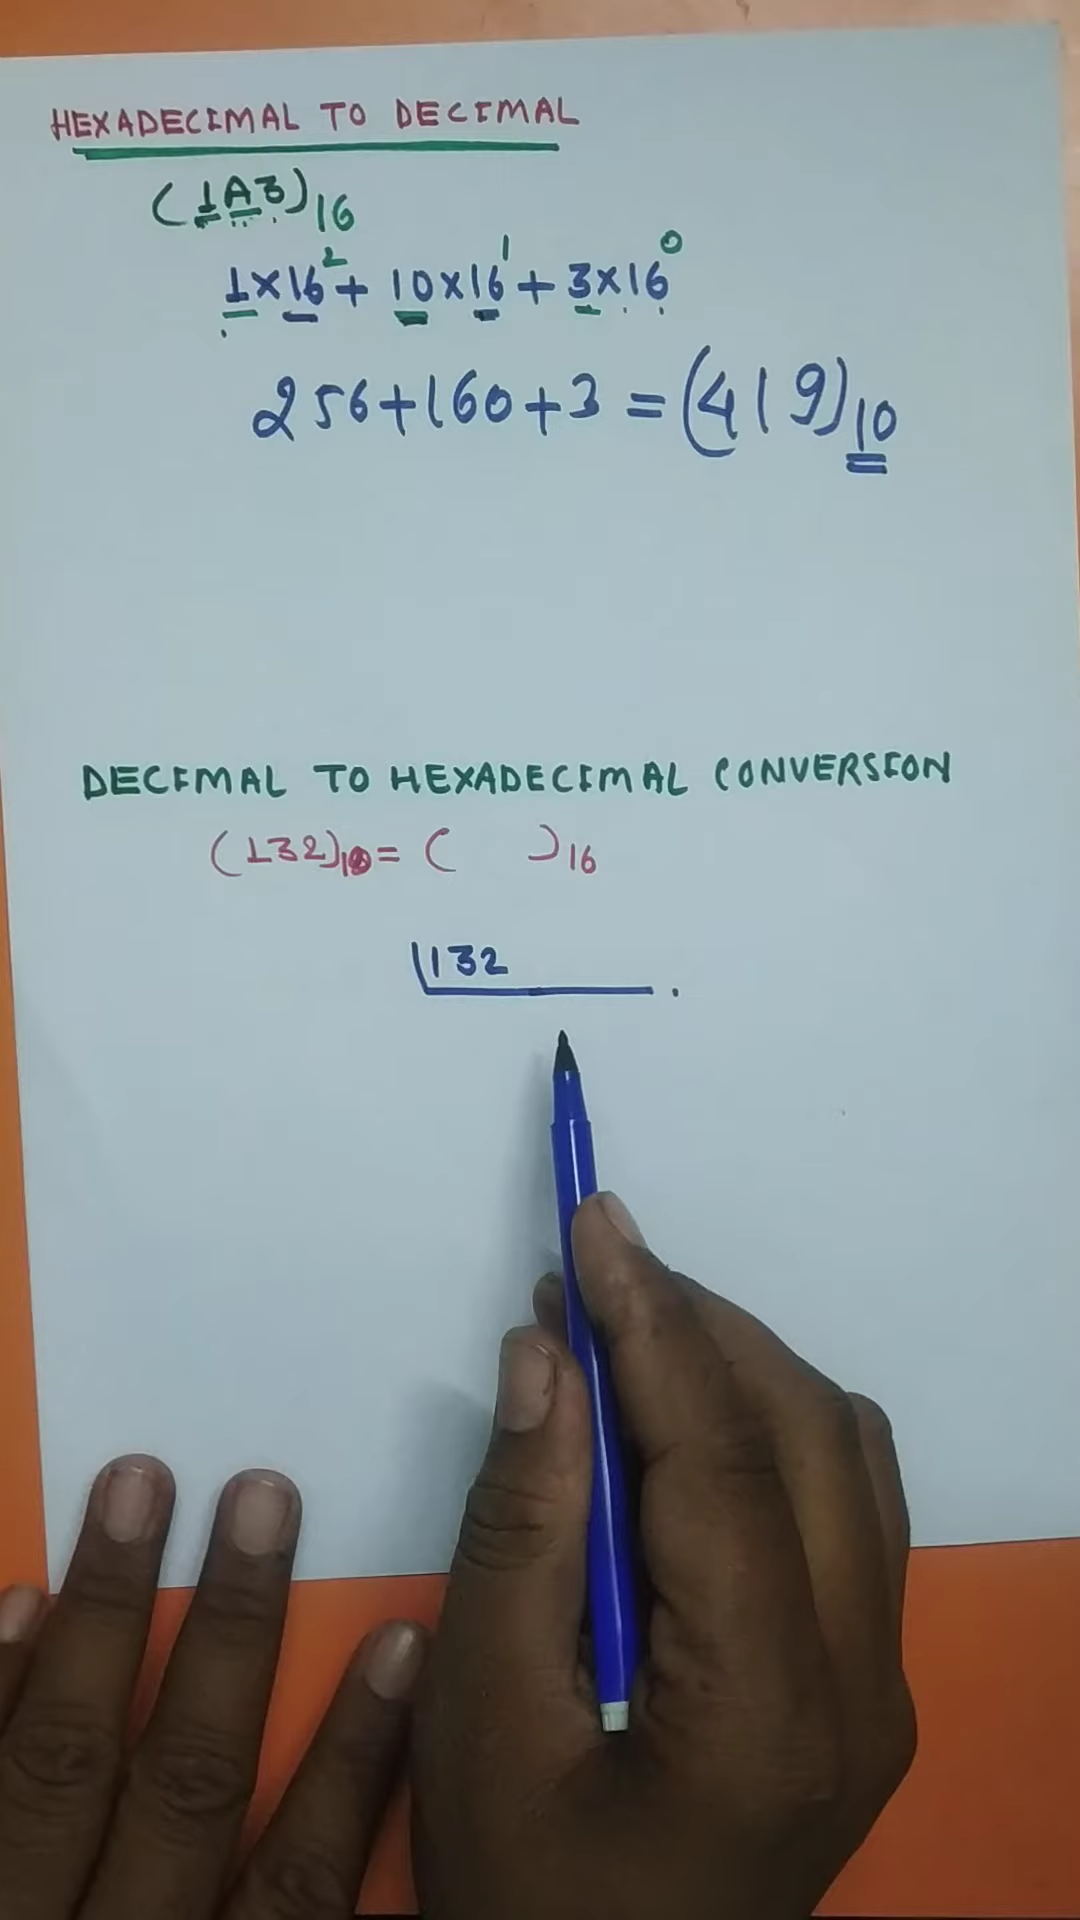 HEXADECIMAL TO DECIMAL
(1A3)₁₆
1×16² + 10×16¹ + 3×16⁰
256+160+3 = (419)₁₀
DECIMAL TO HEXADECIMAL CONVERSION
(132)₁₀ = ( )₁₆
132